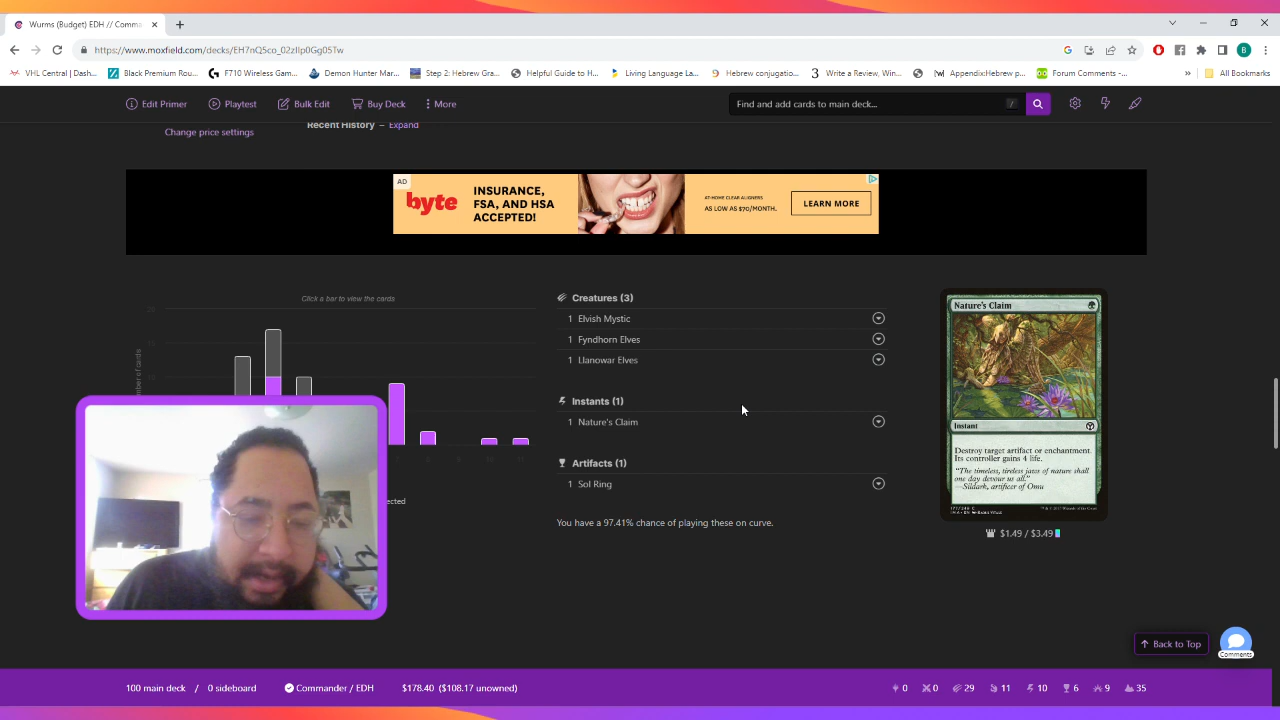 Wurms (Budget) EDH // Comma
https://www.moxfield.com/decks/EH7nQ5co_02zIlp0Gg05Tw
VHL Central | Dash...
Black Premium Rou...
F710 Wireless Gam...
Demon Hunter Mar...
Step 2: Hebrew Gra...
Helpful Guide to H...
Living Language La...
Hebrew conjugatio...
Write a Review, Win...
Appendix:Hebrew p...
Forum Comments -...
All Bookmarks
Edit Primer
Playtest
Bulk Edit
Buy Deck
More
Find and add cards to main deck...
Change price settings
Recent History – Expand
AD
byte
INSURANCE,
FSA, AND HSA
ACCEPTED!
AT-HOME CLEAR ALIGNERS
AS LOW AS $70/MONTH.
LEARN MORE
Click a bar to view the cards
Creatures (3)
1 Elvish Mystic
1 Fyndhorn Elves
1 Llanowar Elves
Instants (1)
1 Nature's Claim
Artifacts (1)
1 Sol Ring
You have a 97.41% chance of playing these on curve.
Nature's Claim
Instant
Destroy target artifact or enchantment.
Its controller gains 4 life.
"The timeless, tireless jaws of nature shall
one day devour us all."
—Sildark, artificer of Omu
$1.49 / $3.49
Back to Top
Comments
100 main deck / 0 sideboard
Commander / EDH
$178.40 ($108.17 unowned)
0 0 29 11 10 6 9 35